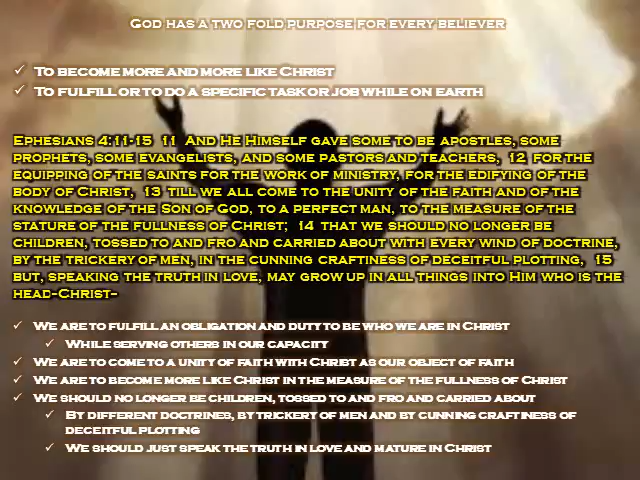 God has a two fold purpose for every believer
✓ To become more and more like Christ
✓ To fulfill or to do a specific task or job while on earth
Ephesians 4:11-15 11 And He Himself gave some to be apostles, some
prophets, some evangelists, and some pastors and teachers, 12 for the
equipping of the saints for the work of ministry, for the edifying of the
body of Christ, 13 till we all come to the unity of the faith and of the
knowledge of the Son of God, to a perfect man, to the measure of the
stature of the fullness of Christ; 14 that we should no longer be
children, tossed to and fro and carried about with every wind of doctrine,
by the trickery of men, in the cunning craftiness of deceitful plotting, 15
but, speaking the truth in love, may grow up in all things into Him who is the
head-Christ-
✓ We are to fulfill an obligation and duty to be who we are in Christ
✓ While serving others in our capacity
✓ We are to come to a unity of faith with Christ as our object of faith
✓ We are to become more like Christ in the measure of the fullness of Christ
✓ We should no longer be children, tossed to and fro and carried about
✓ By different doctrines, by trickery of men and by cunning craftiness of
deceitful plotting
✓ We should just speak the truth in love and mature in Christ